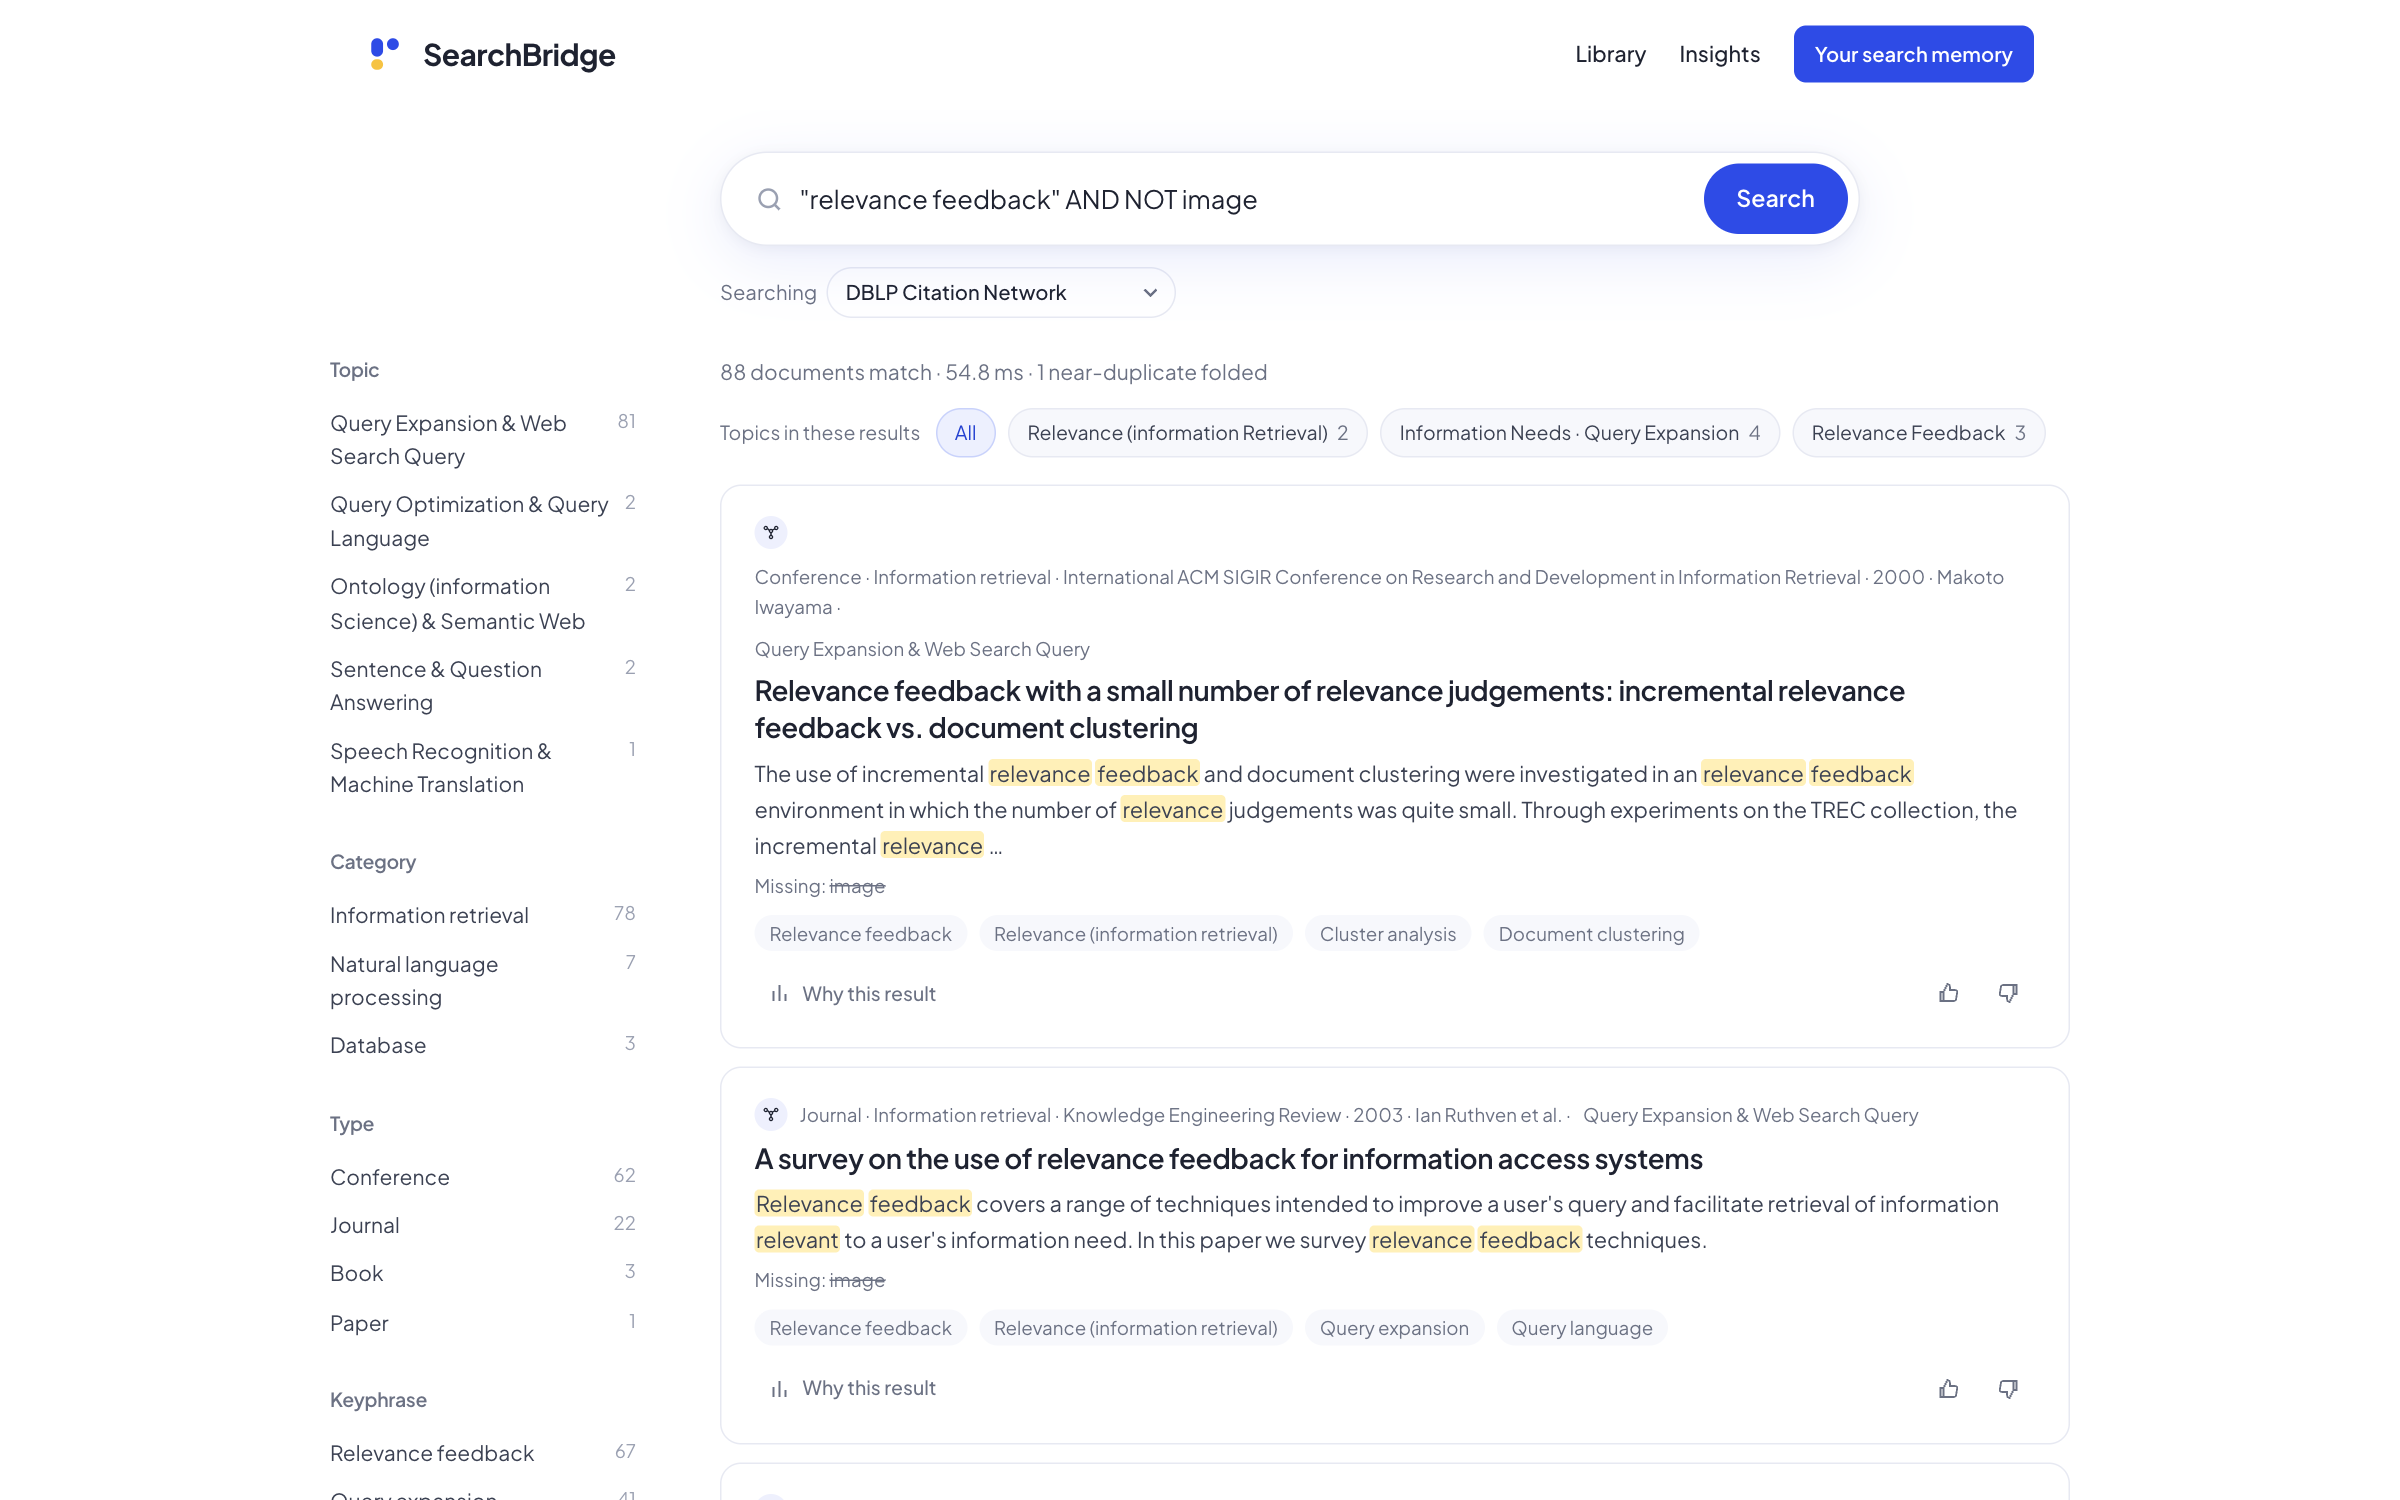 SearchBridge
Library
Insights
Your search memory
"relevance feedback" AND NOT image
Search
Searching
DBLP Citation Network
Topic
Query Expansion & Web
Search Query
81
Query Optimization & Query
Language
2
Ontology (information
Science) & Semantic Web
2
Sentence & Question
Answering
2
Speech Recognition &
Machine Translation
1
Category
Information retrieval
78
Natural language
processing
7
Database
3
Type
Conference
62
Journal
22
Book
3
Paper
1
Keyphrase
Relevance feedback
67
Query expansion
41
88 documents match · 54.8 ms · 1 near-duplicate folded
Topics in these results
All
Relevance (information Retrieval) 2
Information Needs · Query Expansion 4
Relevance Feedback 3
Conference · Information retrieval · International ACM SIGIR Conference on Research and Development in Information Retrieval · 2000 · Makoto
Iwayama ·
Query Expansion & Web Search Query
Relevance feedback with a small number of relevance judgements: incremental relevance
feedback vs. document clustering
The use of incremental relevance feedback and document clustering were investigated in an relevance feedback
environment in which the number of relevance judgements was quite small. Through experiments on the TREC collection, the
incremental relevance …
Missing: image
Relevance feedback
Relevance (information retrieval)
Cluster analysis
Document clustering
Why this result
Journal · Information retrieval · Knowledge Engineering Review · 2003 · Ian Ruthven et al. · Query Expansion & Web Search Query
A survey on the use of relevance feedback for information access systems
Relevance feedback covers a range of techniques intended to improve a user's query and facilitate retrieval of information
relevant to a user's information need. In this paper we survey relevance feedback techniques.
Missing: image
Relevance feedback
Relevance (information retrieval)
Query expansion
Query language
Why this result